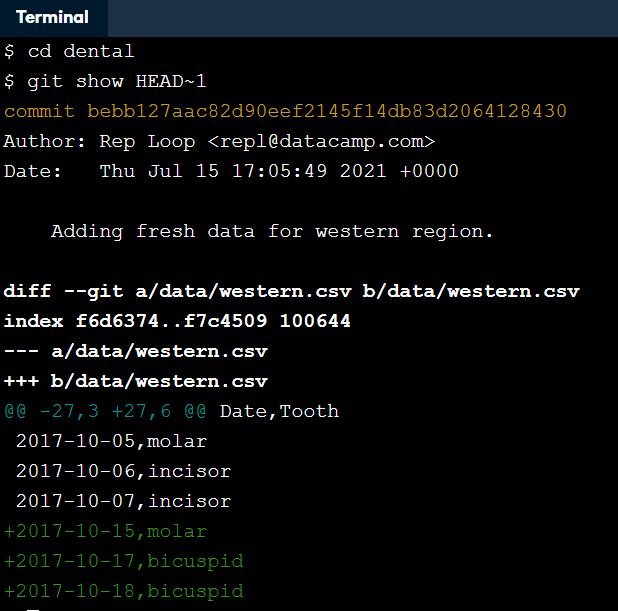 Terminal
$ cd dental
$ git show HEAD~1
commit bebb127aac82d90eef2145f14db83d2064128430
Author: Rep Loop <repl@datacamp.com>
Date:   Thu Jul 15 17:05:49 2021 +0000
    Adding fresh data for western region.
diff --git a/data/western.csv b/data/western.csv
index f6d6374..f7c4509 100644
--- a/data/western.csv
+++ b/data/western.csv
@@ -27,3 +27,6 @@ Date,Tooth
 2017-10-05,molar
 2017-10-06,incisor
 2017-10-07,incisor
+2017-10-15,molar
+2017-10-17,bicuspid
+2017-10-18,bicuspid